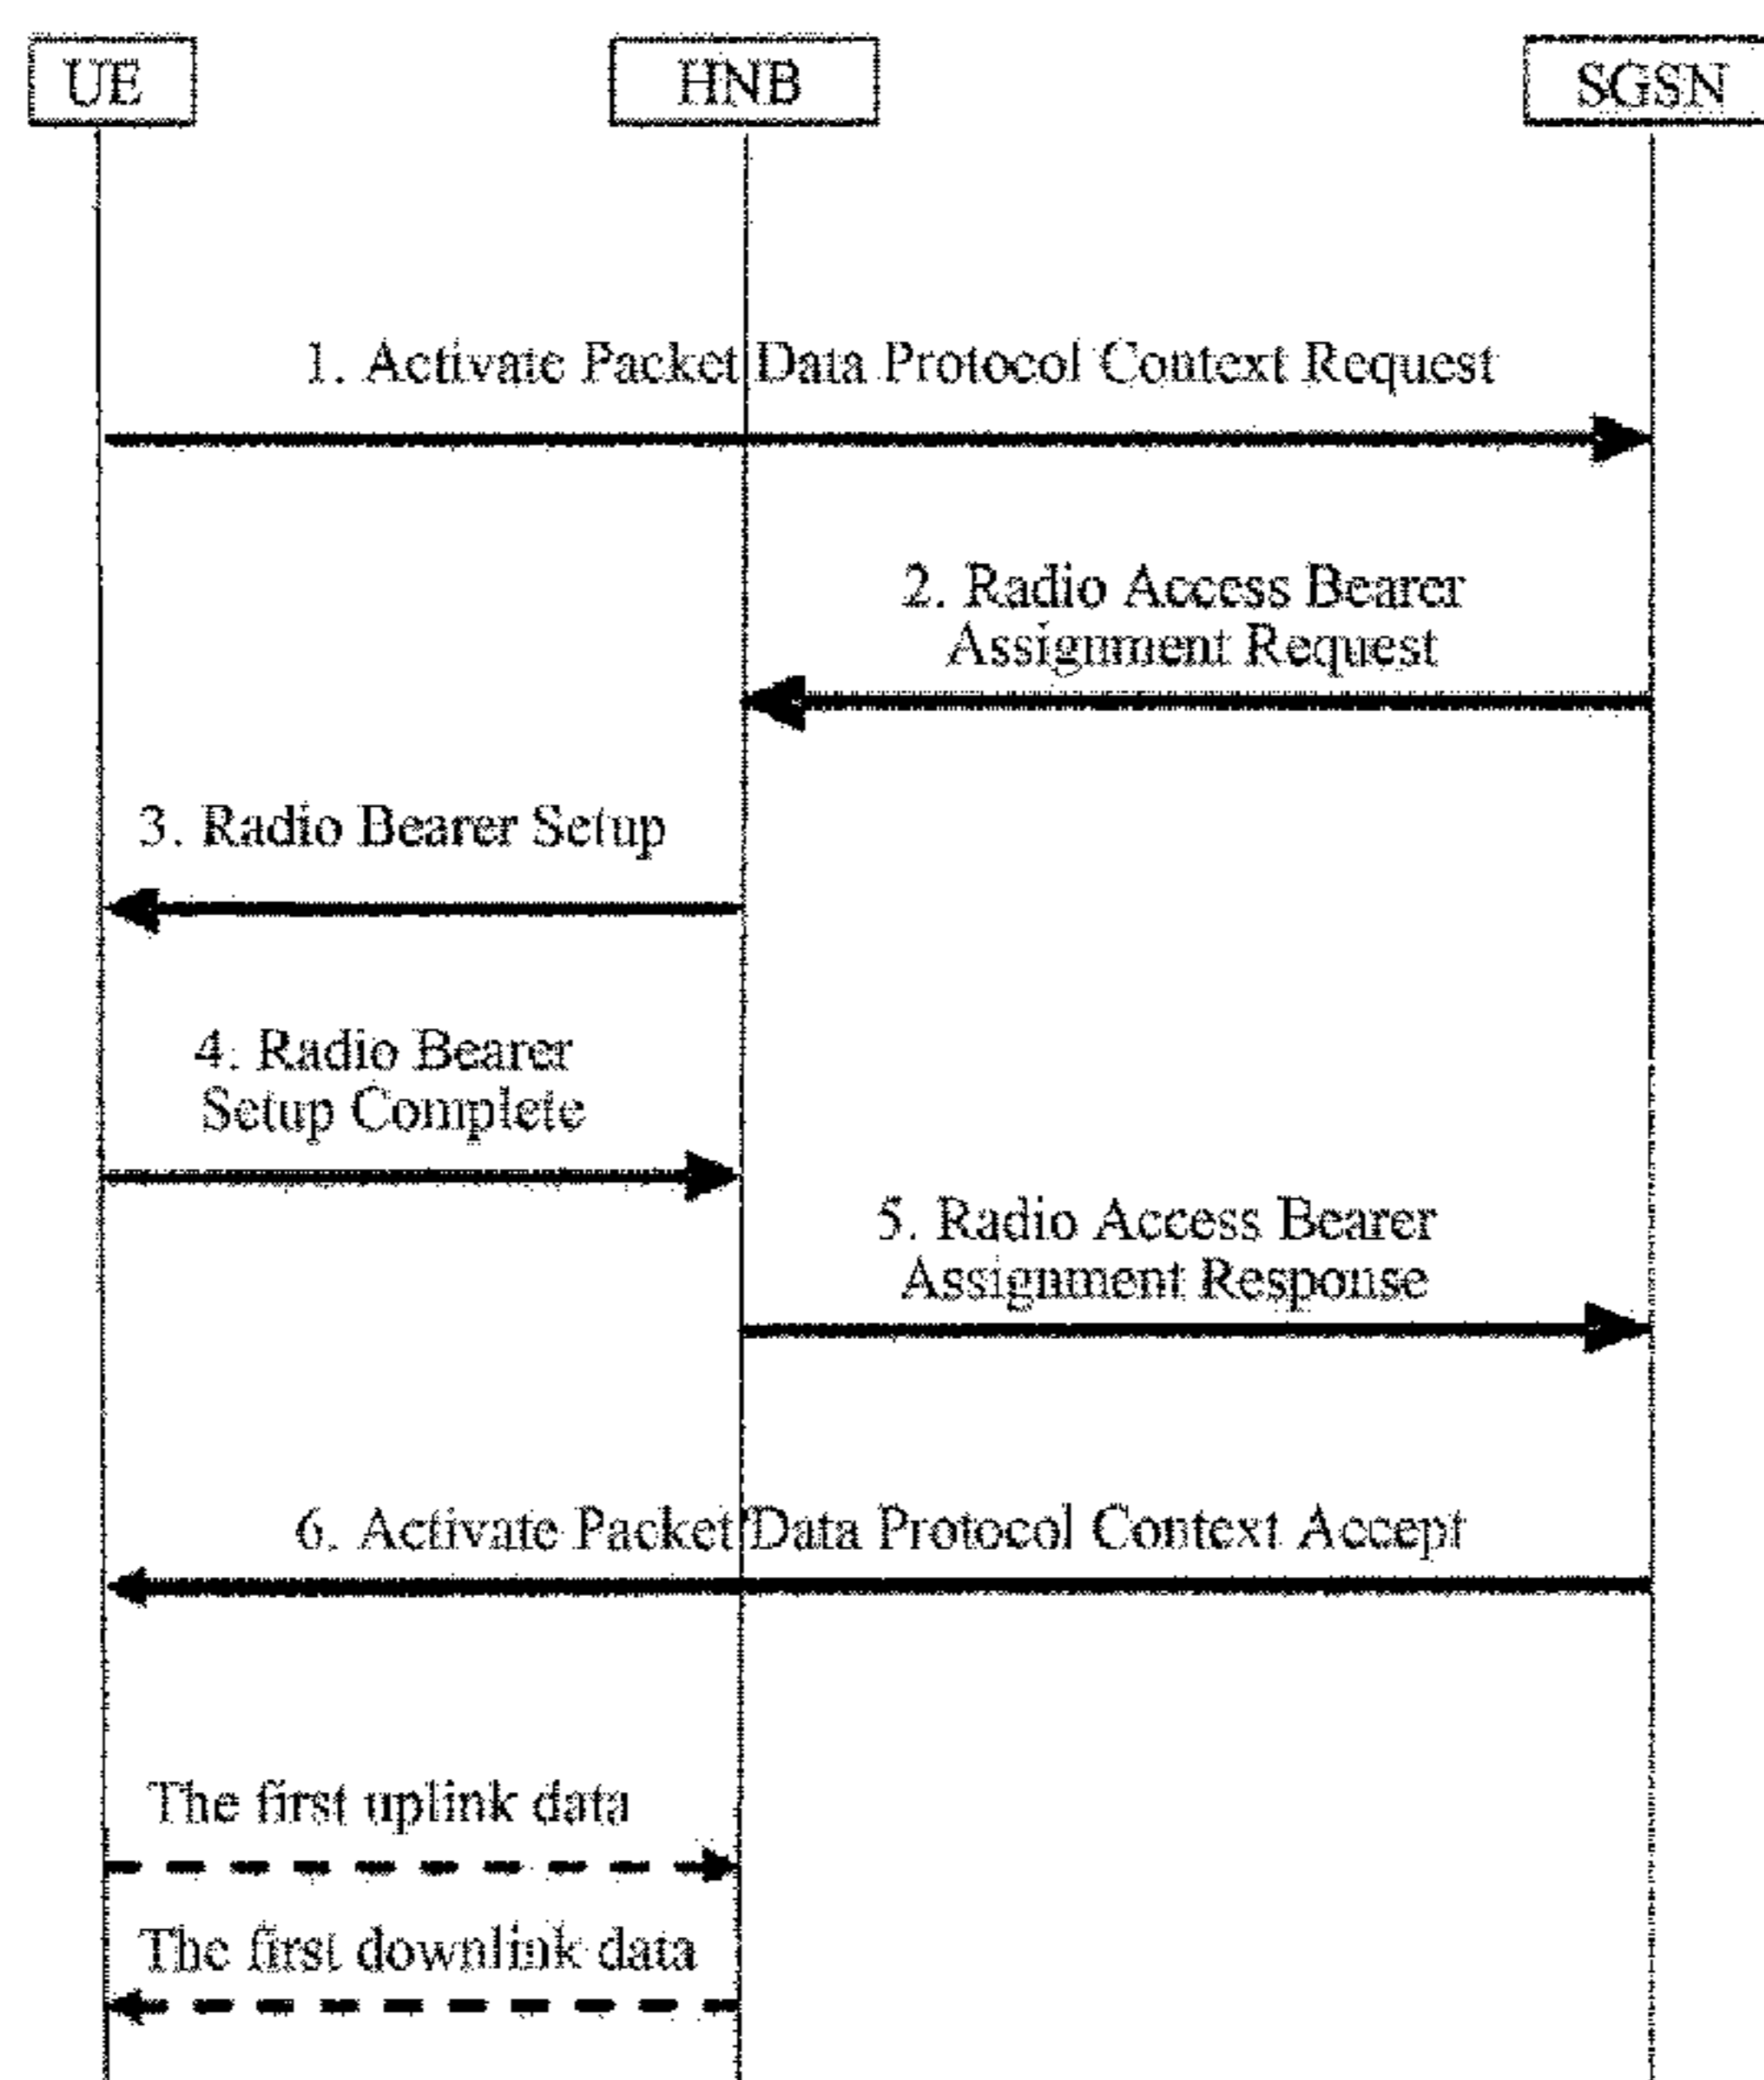 UE
HNB
SGSN
1. Activate Packet Data Protocol Context Request
2. Radio Access Bearer
Assignment Request
3. Radio Bearer Setup
4. Radio Bearer
Setup Complete
5. Radio Access Bearer
Assignment Response
6. Activate Packet Data Protocol Context Accept
The first uplink data
The first downlink data